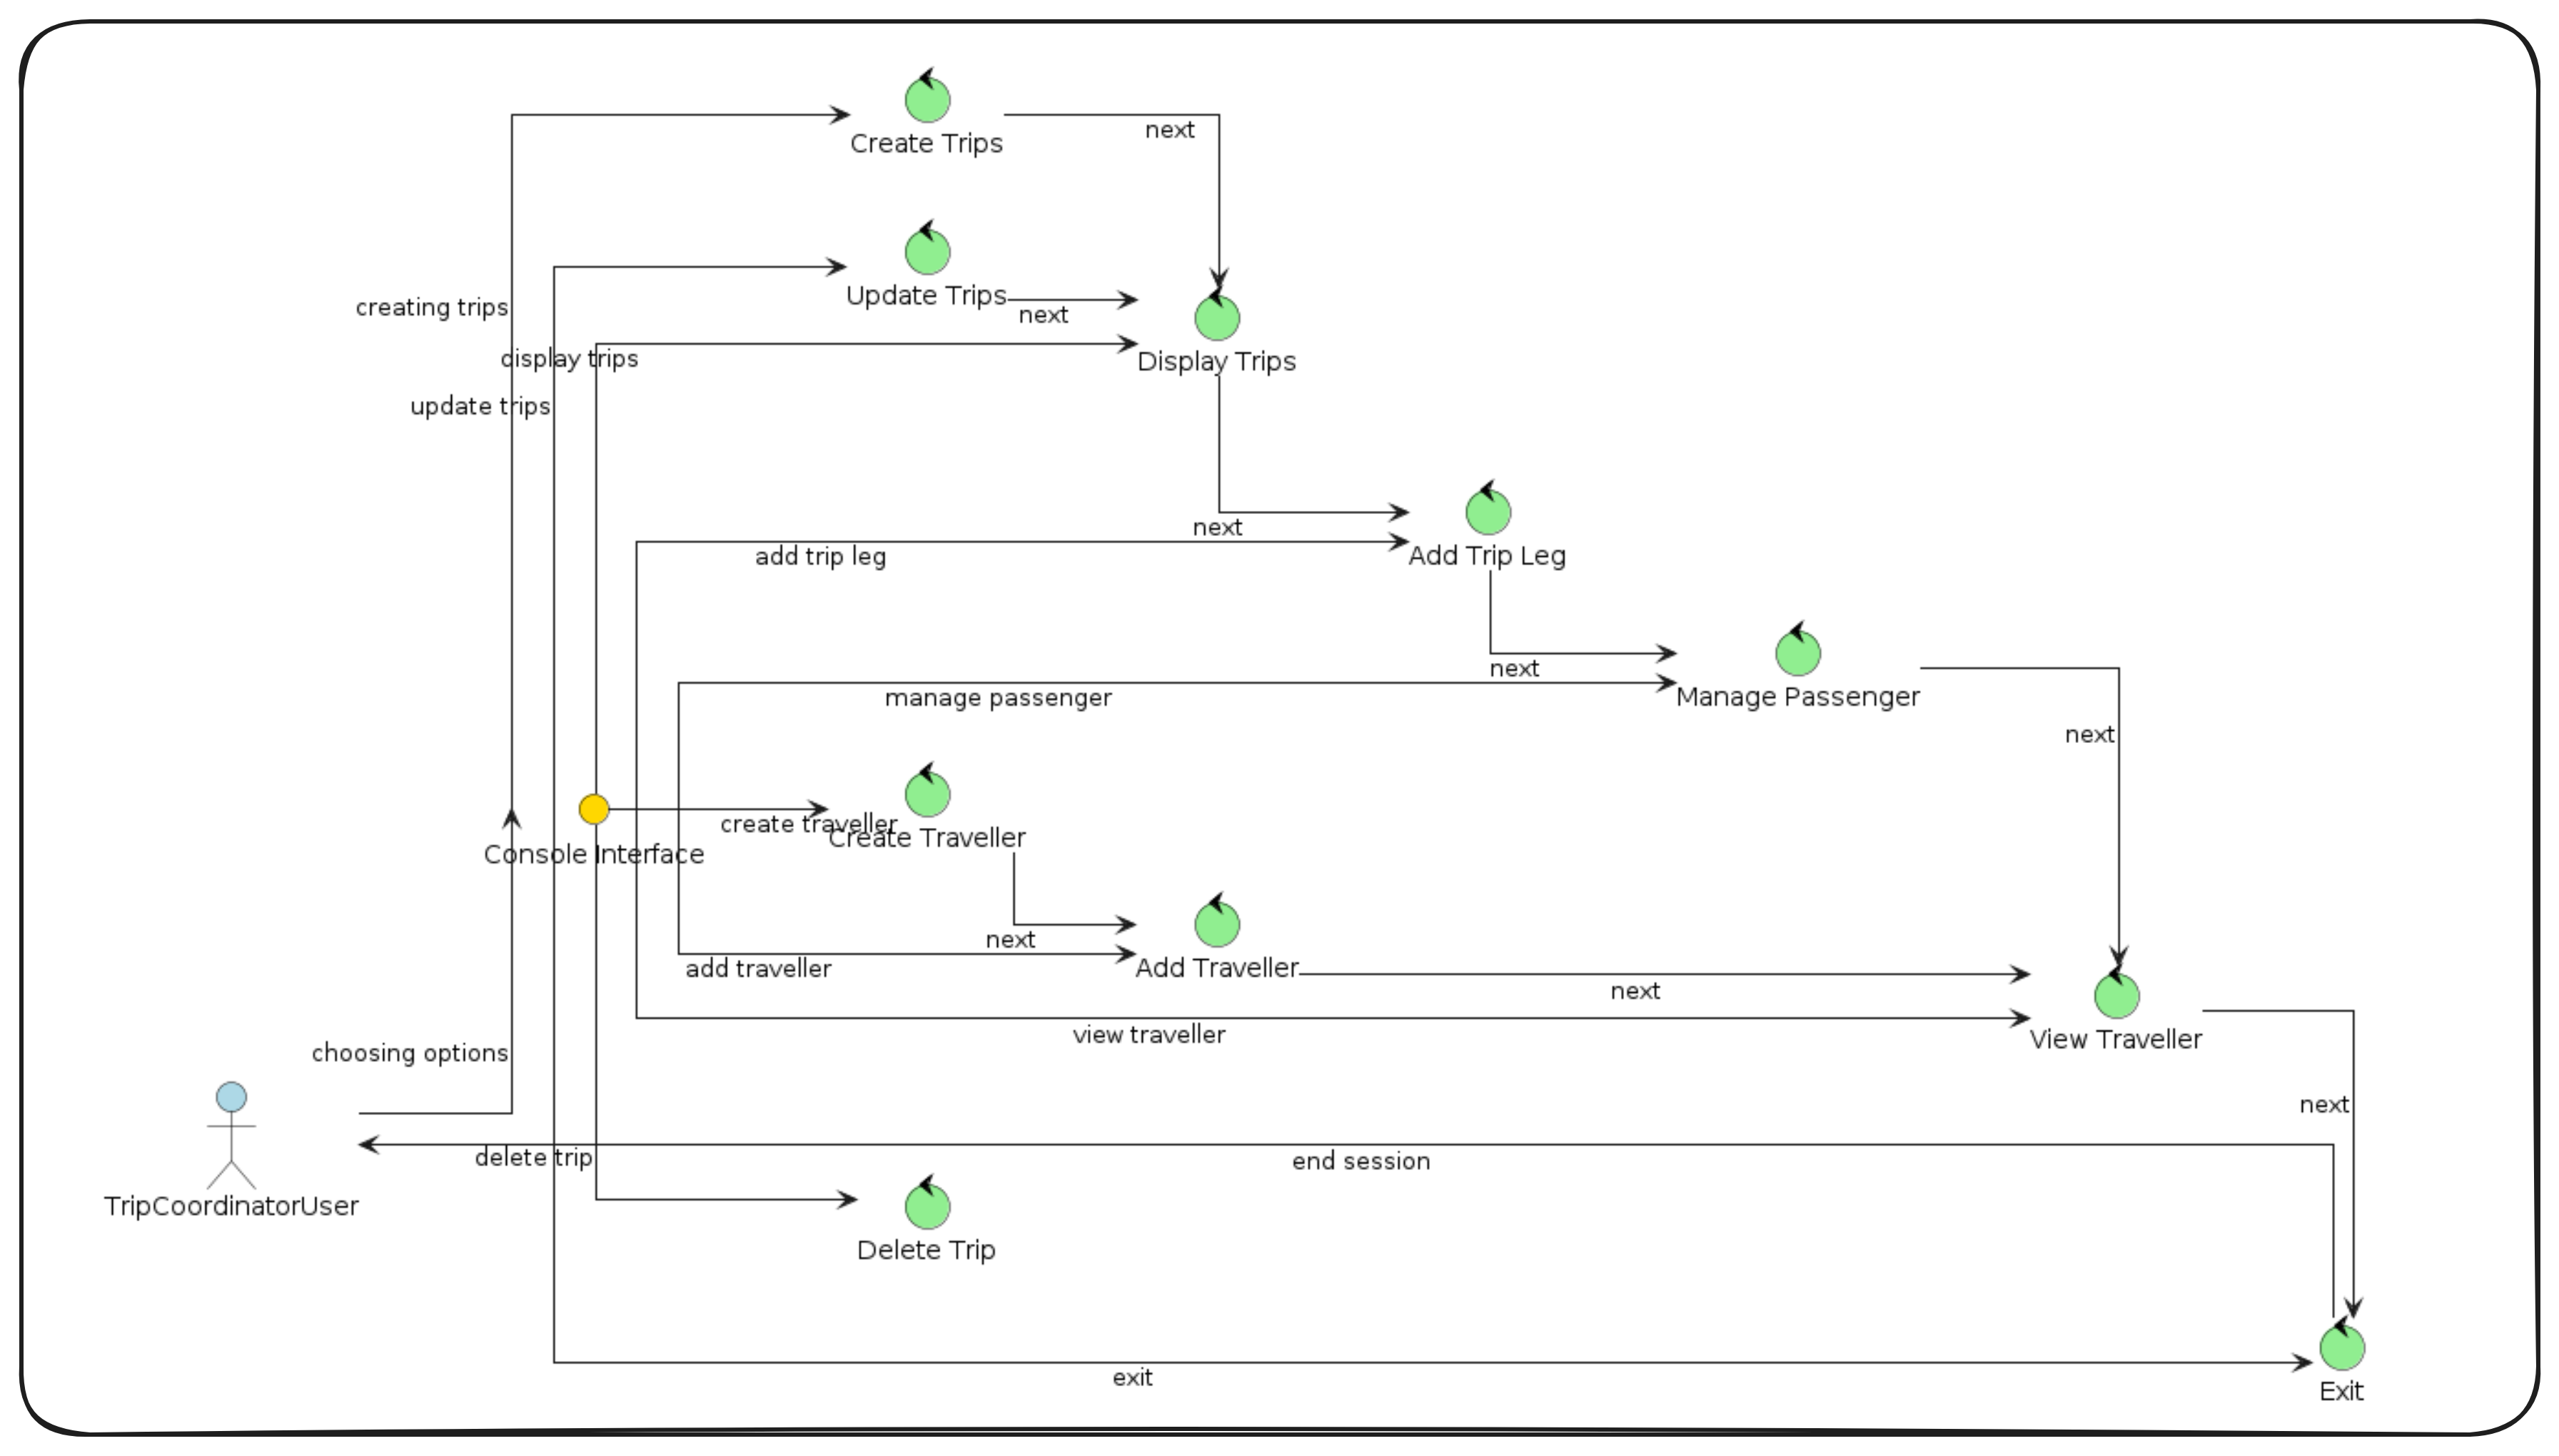 Create Trips
next
Update Trips
next
creating trips
display trips
Display Trips
update trips
next
add trip leg
Add Trip Leg
next
manage passenger
Manage Passenger
next
create traveller
Create Traveller
Console Interface
next
add traveller
Add Traveller
next
view traveller
View Traveller
choosing options
next
delete trip
end session
TripCoordinatorUser
Delete Trip
exit
Exit